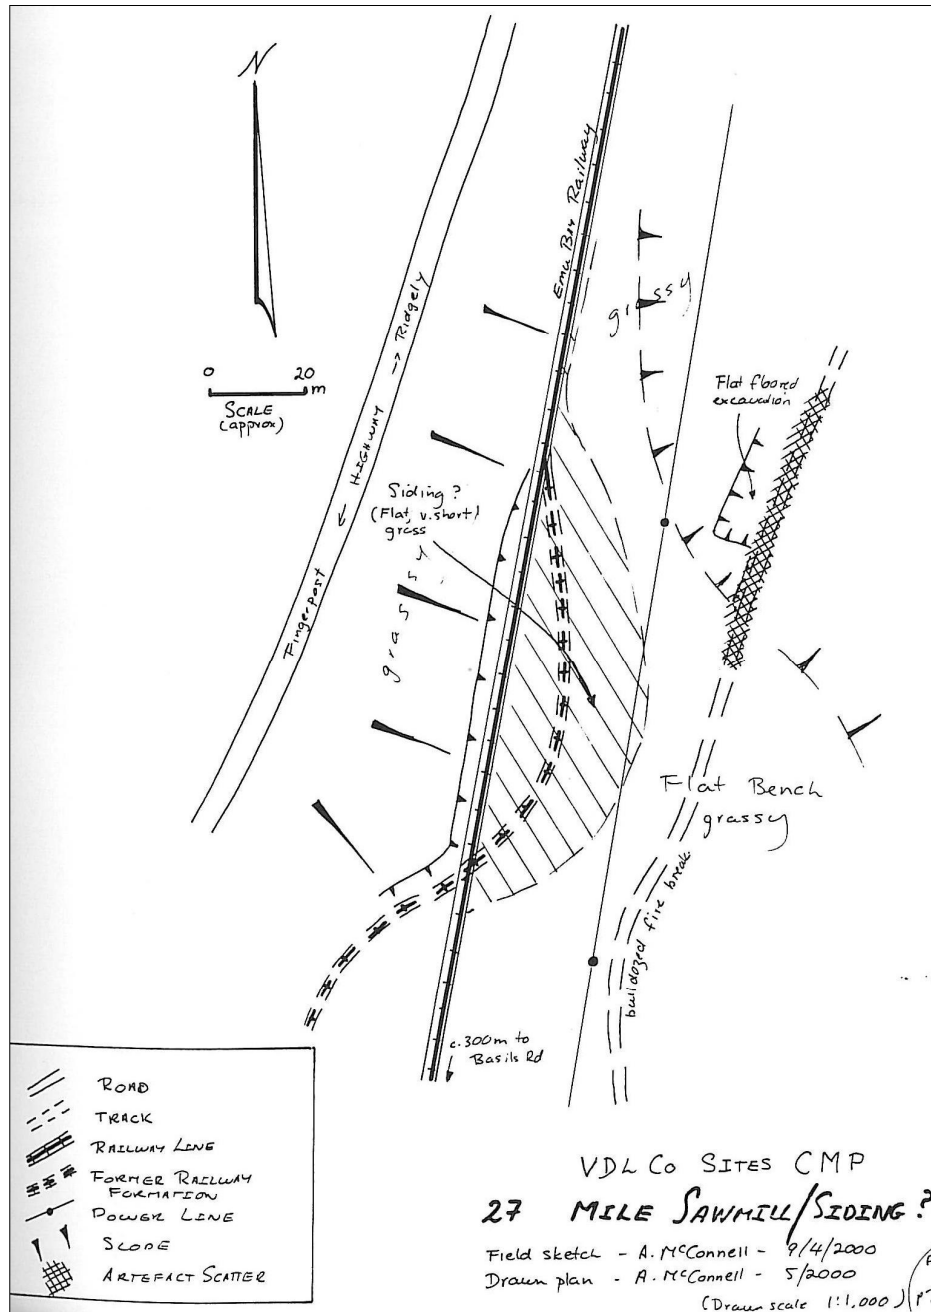 N
0 20
m
SCALE
(approx)
Fingerpost ← HIGHWAY → Ridgely
Emu Bay Railway
grassy
Flat floored
excavation
Siding ?
(Flat, v.short)
grass
grassy
Flat Bench
grassy
bulldozed fire break
c.300m to
Basils Rd
ROAD
TRACK
RAILWAY LINE
FORMER RAILWAY
FORMATION
POWER LINE
SLOPE
ARTEFACT SCATTER
VDL Co SITES CMP
27 MILE SAWMILL/SIDING ?
Field sketch - A. McConnell - 9/4/2000
Drawn plan - A. McConnell - 5/2000
(Drawn scale 1:1,000)